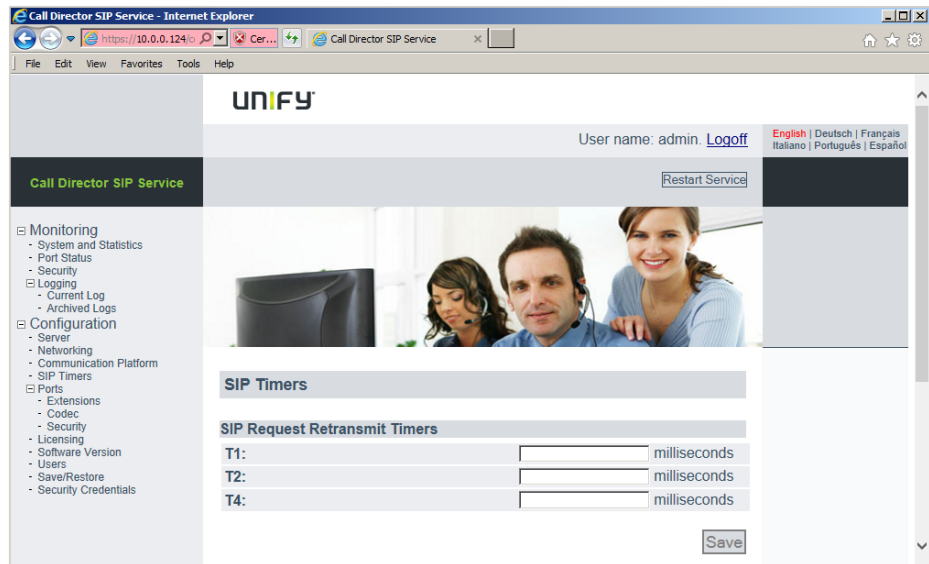 Call Director SIP Service - Internet Explorer
https://10.0.0.124/o
Cer...
Call Director SIP Service
File Edit View Favorites Tools Help
UNIFY
User name: admin. Logoff
English | Deutsch | Français
Italiano | Português | Español
Call Director SIP Service
Restart Service
Monitoring
- System and Statistics
- Port Status
- Security
Logging
- Current Log
- Archived Logs
Configuration
- Server
- Networking
- Communication Platform
- SIP Timers
Ports
- Extensions
- Codec
- Security
- Licensing
- Software Version
- Users
- Save/Restore
- Security Credentials
SIP Timers
SIP Request Retransmit Timers
T1: milliseconds
T2: milliseconds
T4: milliseconds
Save